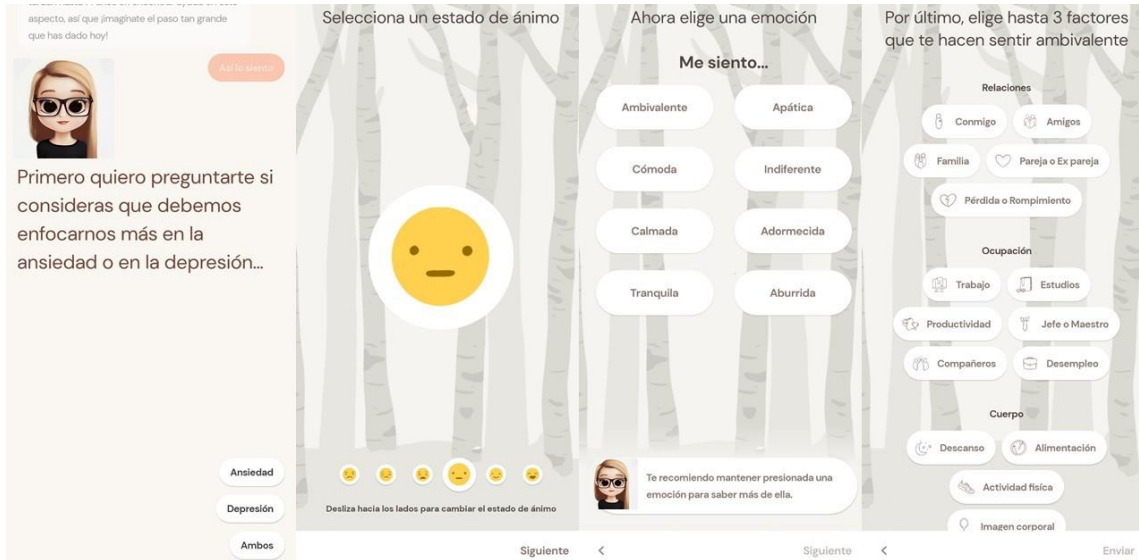 aspecto, así que ¡imagínate el paso tan grande
que has dado hoy!
Así lo siento
Primero quiero preguntarte si
consideras que debemos
enfocarnos más en la
ansiedad o en la depresión...
Ansiedad
Depresión
Ambos
Selecciona un estado de ánimo
Desliza hacia los lados para cambiar el estado de ánimo
Siguiente
Ahora elige una emoción
Me siento...
Ambivalente
Apática
Cómoda
Indiferente
Calmada
Adormecida
Tranquila
Aburrida
Te recomiendo mantener presionada una
emoción para saber más de ella.
<
Siguiente
Por último, elige hasta 3 factores
que te hacen sentir ambivalente
Relaciones
Conmigo
Amigos
Familia
Pareja o Ex pareja
Pérdida o Rompimiento
Ocupación
Trabajo
Estudios
Productividad
Jefe o Maestro
Compañeros
Desempleo
Cuerpo
Descanso
Alimentación
Actividad física
Imagen corporal
<
Enviar